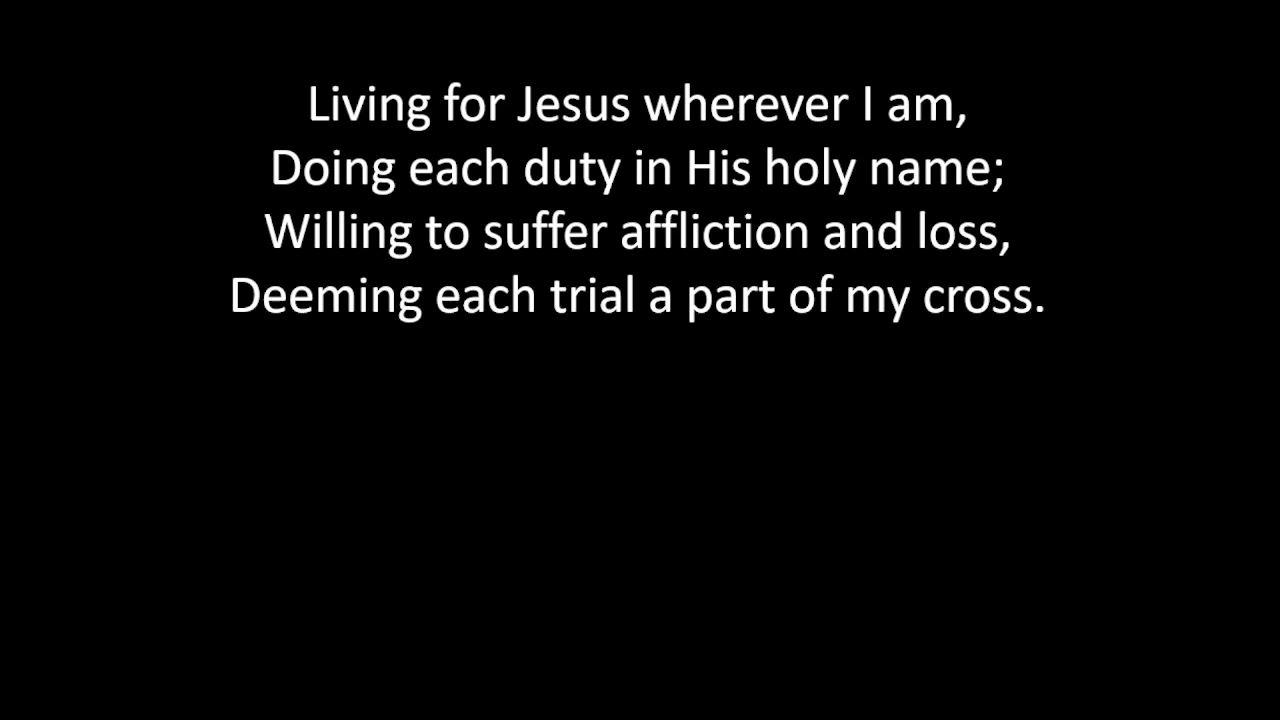 Living for Jesus wherever I am,
Doing each duty in His holy name;
Willing to suffer affliction and loss,
Deeming each trial a part of my cross.